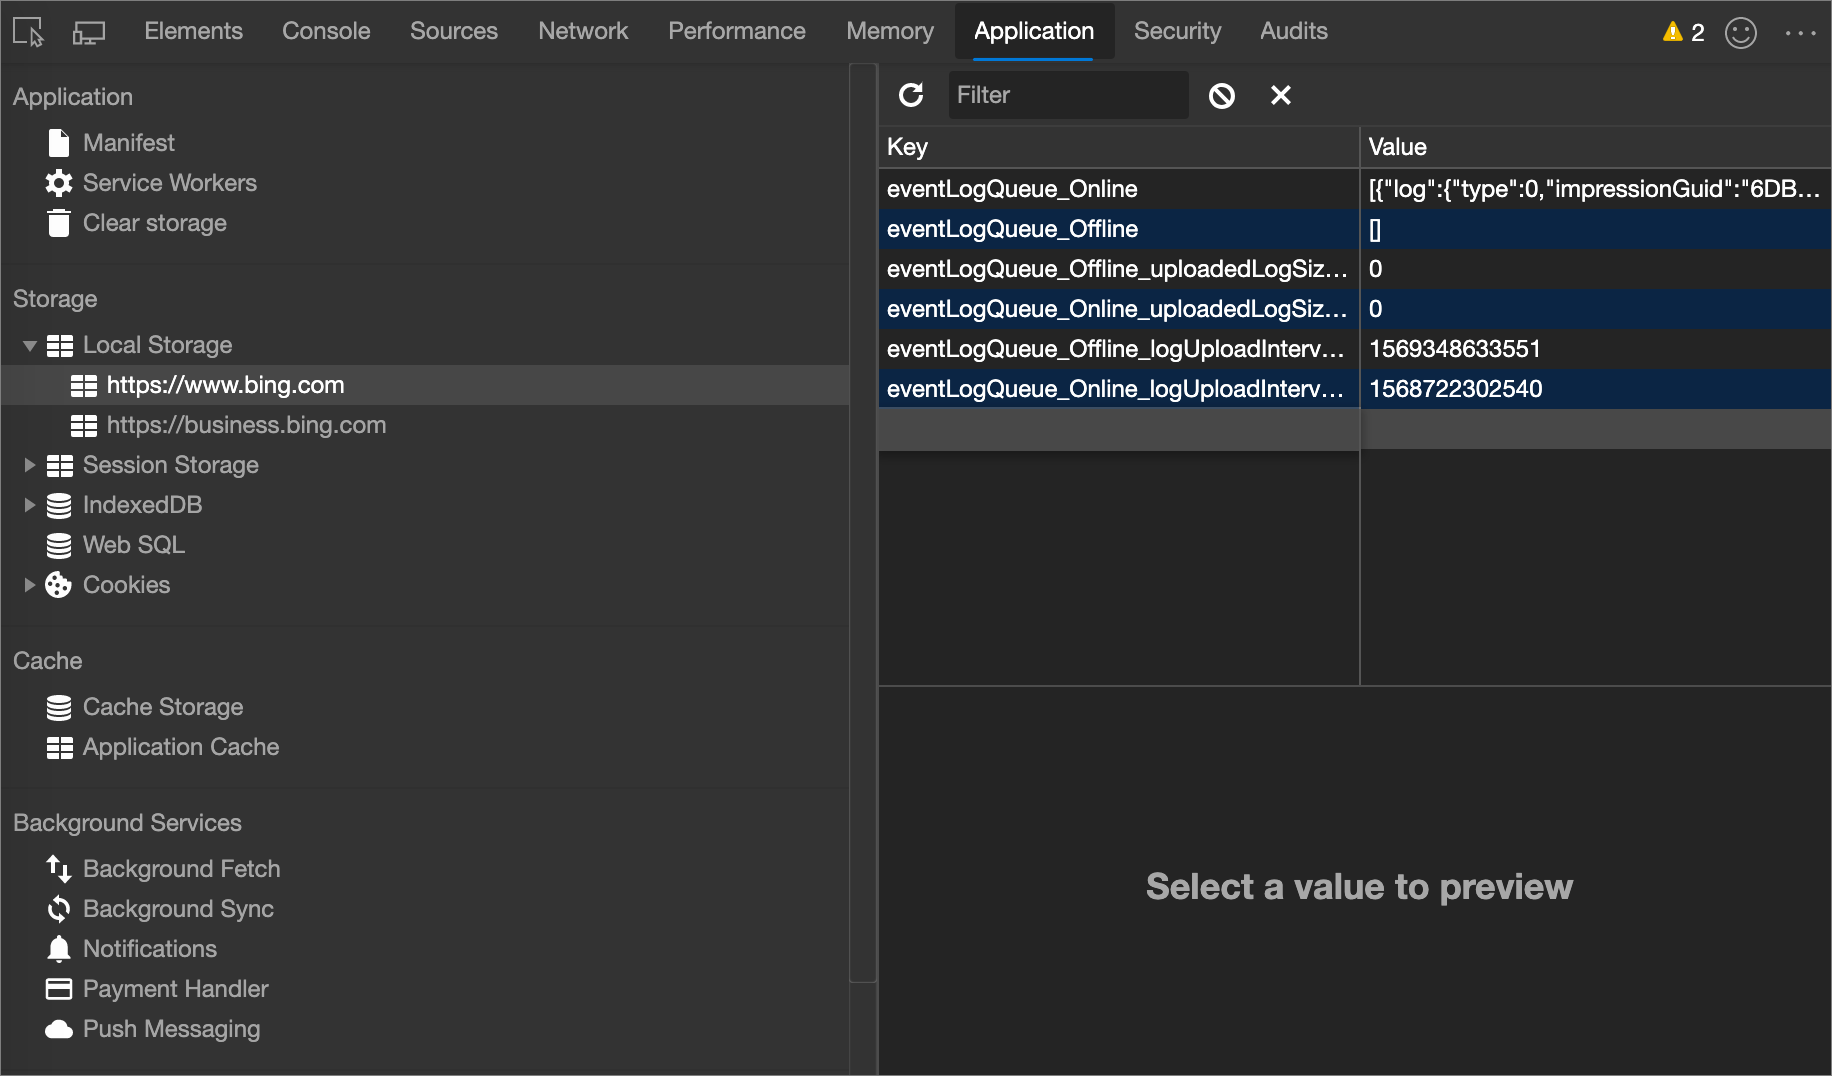 Elements Console Sources Network Performance Memory Application Security Audits 2
Application
Manifest
Service Workers
Clear storage
Storage
Local Storage
https://www.bing.com
https://business.bing.com
Session Storage
IndexedDB
Web SQL
Cookies
Cache
Cache Storage
Application Cache
Background Services
Background Fetch
Background Sync
Notifications
Payment Handler
Push Messaging
Filter
Key Value
eventLogQueue_Online [{"log":{"type":0,"impressionGuid":"6DB...
eventLogQueue_Offline []
eventLogQueue_Offline_uploadedLogSiz... 0
eventLogQueue_Online_uploadedLogSiz... 0
eventLogQueue_Offline_logUploadInterv... 1569348633551
eventLogQueue_Online_logUploadInterv... 1568722302540
Select a value to preview